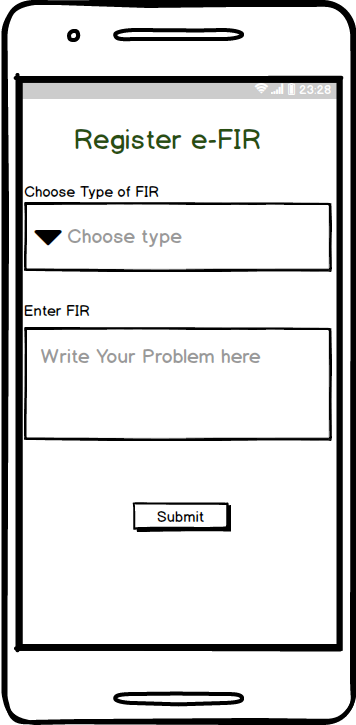 23:28
Register e-FIR
Choose Type of FIR
Choose type
Enter FIR
Write Your Problem here
Submit